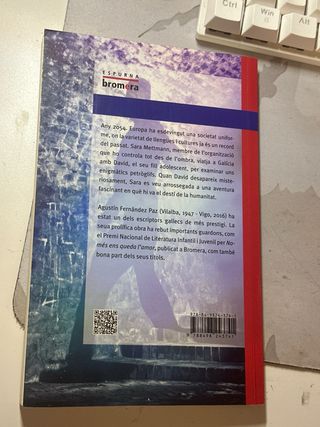 Ctrl
Win
Alt
ESPURNA
bromera
Any 2054. Europa ha esdevingut una societat unifor-
me, on la varietat de llengües i cultures ja és un record
del passat. Sara Mettmann, membre de l'organització
que ho controla tot des de l'ombra, viatja a Galícia
amb David, el seu fill adolescent, per examinar uns
enigmàtics petròglifs. Quan David desapareix miste-
riosament, Sara es veu arrossegada a una aventura
fascinant en què hi va el destí de la humanitat.
Agustín Fernández Paz (Vilalba, 1947 - Vigo, 2016) ha
estat un dels escriptors gallecs de més prestigi. La
seua prolífica obra ha rebut importants guardons, com
el Premi Nacional de Literatura Infantil i Juvenil per No-
més ens queda l'amor, publicat a Bromera, com també
bona part dels seus títols.